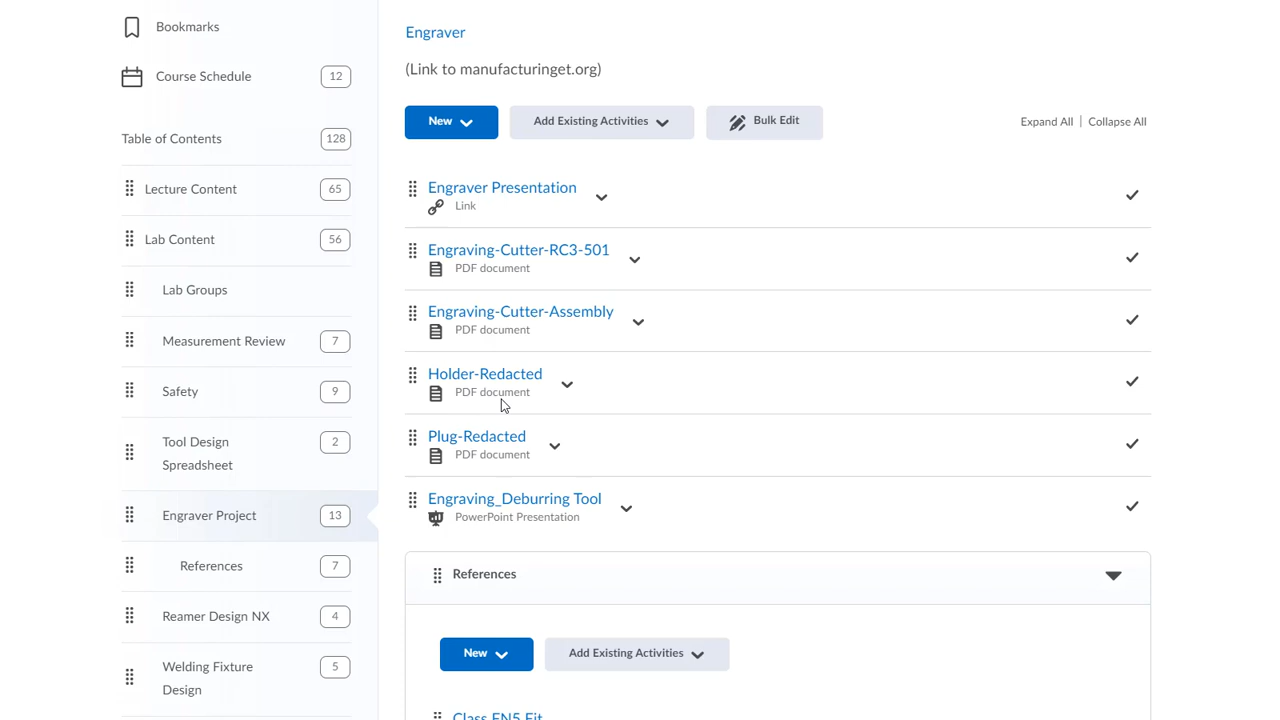 Bookmarks
Course Schedule 12
Table of Contents 128
Lecture Content 65
Lab Content 56
Lab Groups
Measurement Review 7
Safety 9
Tool Design 2
Spreadsheet
Engraver Project 13
References 7
Reamer Design NX 4
Welding Fixture 5
Design
Engraver
(Link to manufacturinget.org)
New Add Existing Activities Bulk Edit Expand All | Collapse All
Engraver Presentation
Link
Engraving-Cutter-RC3-501
PDF document
Engraving-Cutter-Assembly
PDF document
Holder-Redacted
PDF document
Plug-Redacted
PDF document
Engraving_Deburring Tool
PowerPoint Presentation
References
New Add Existing Activities
Class FN5 Fit